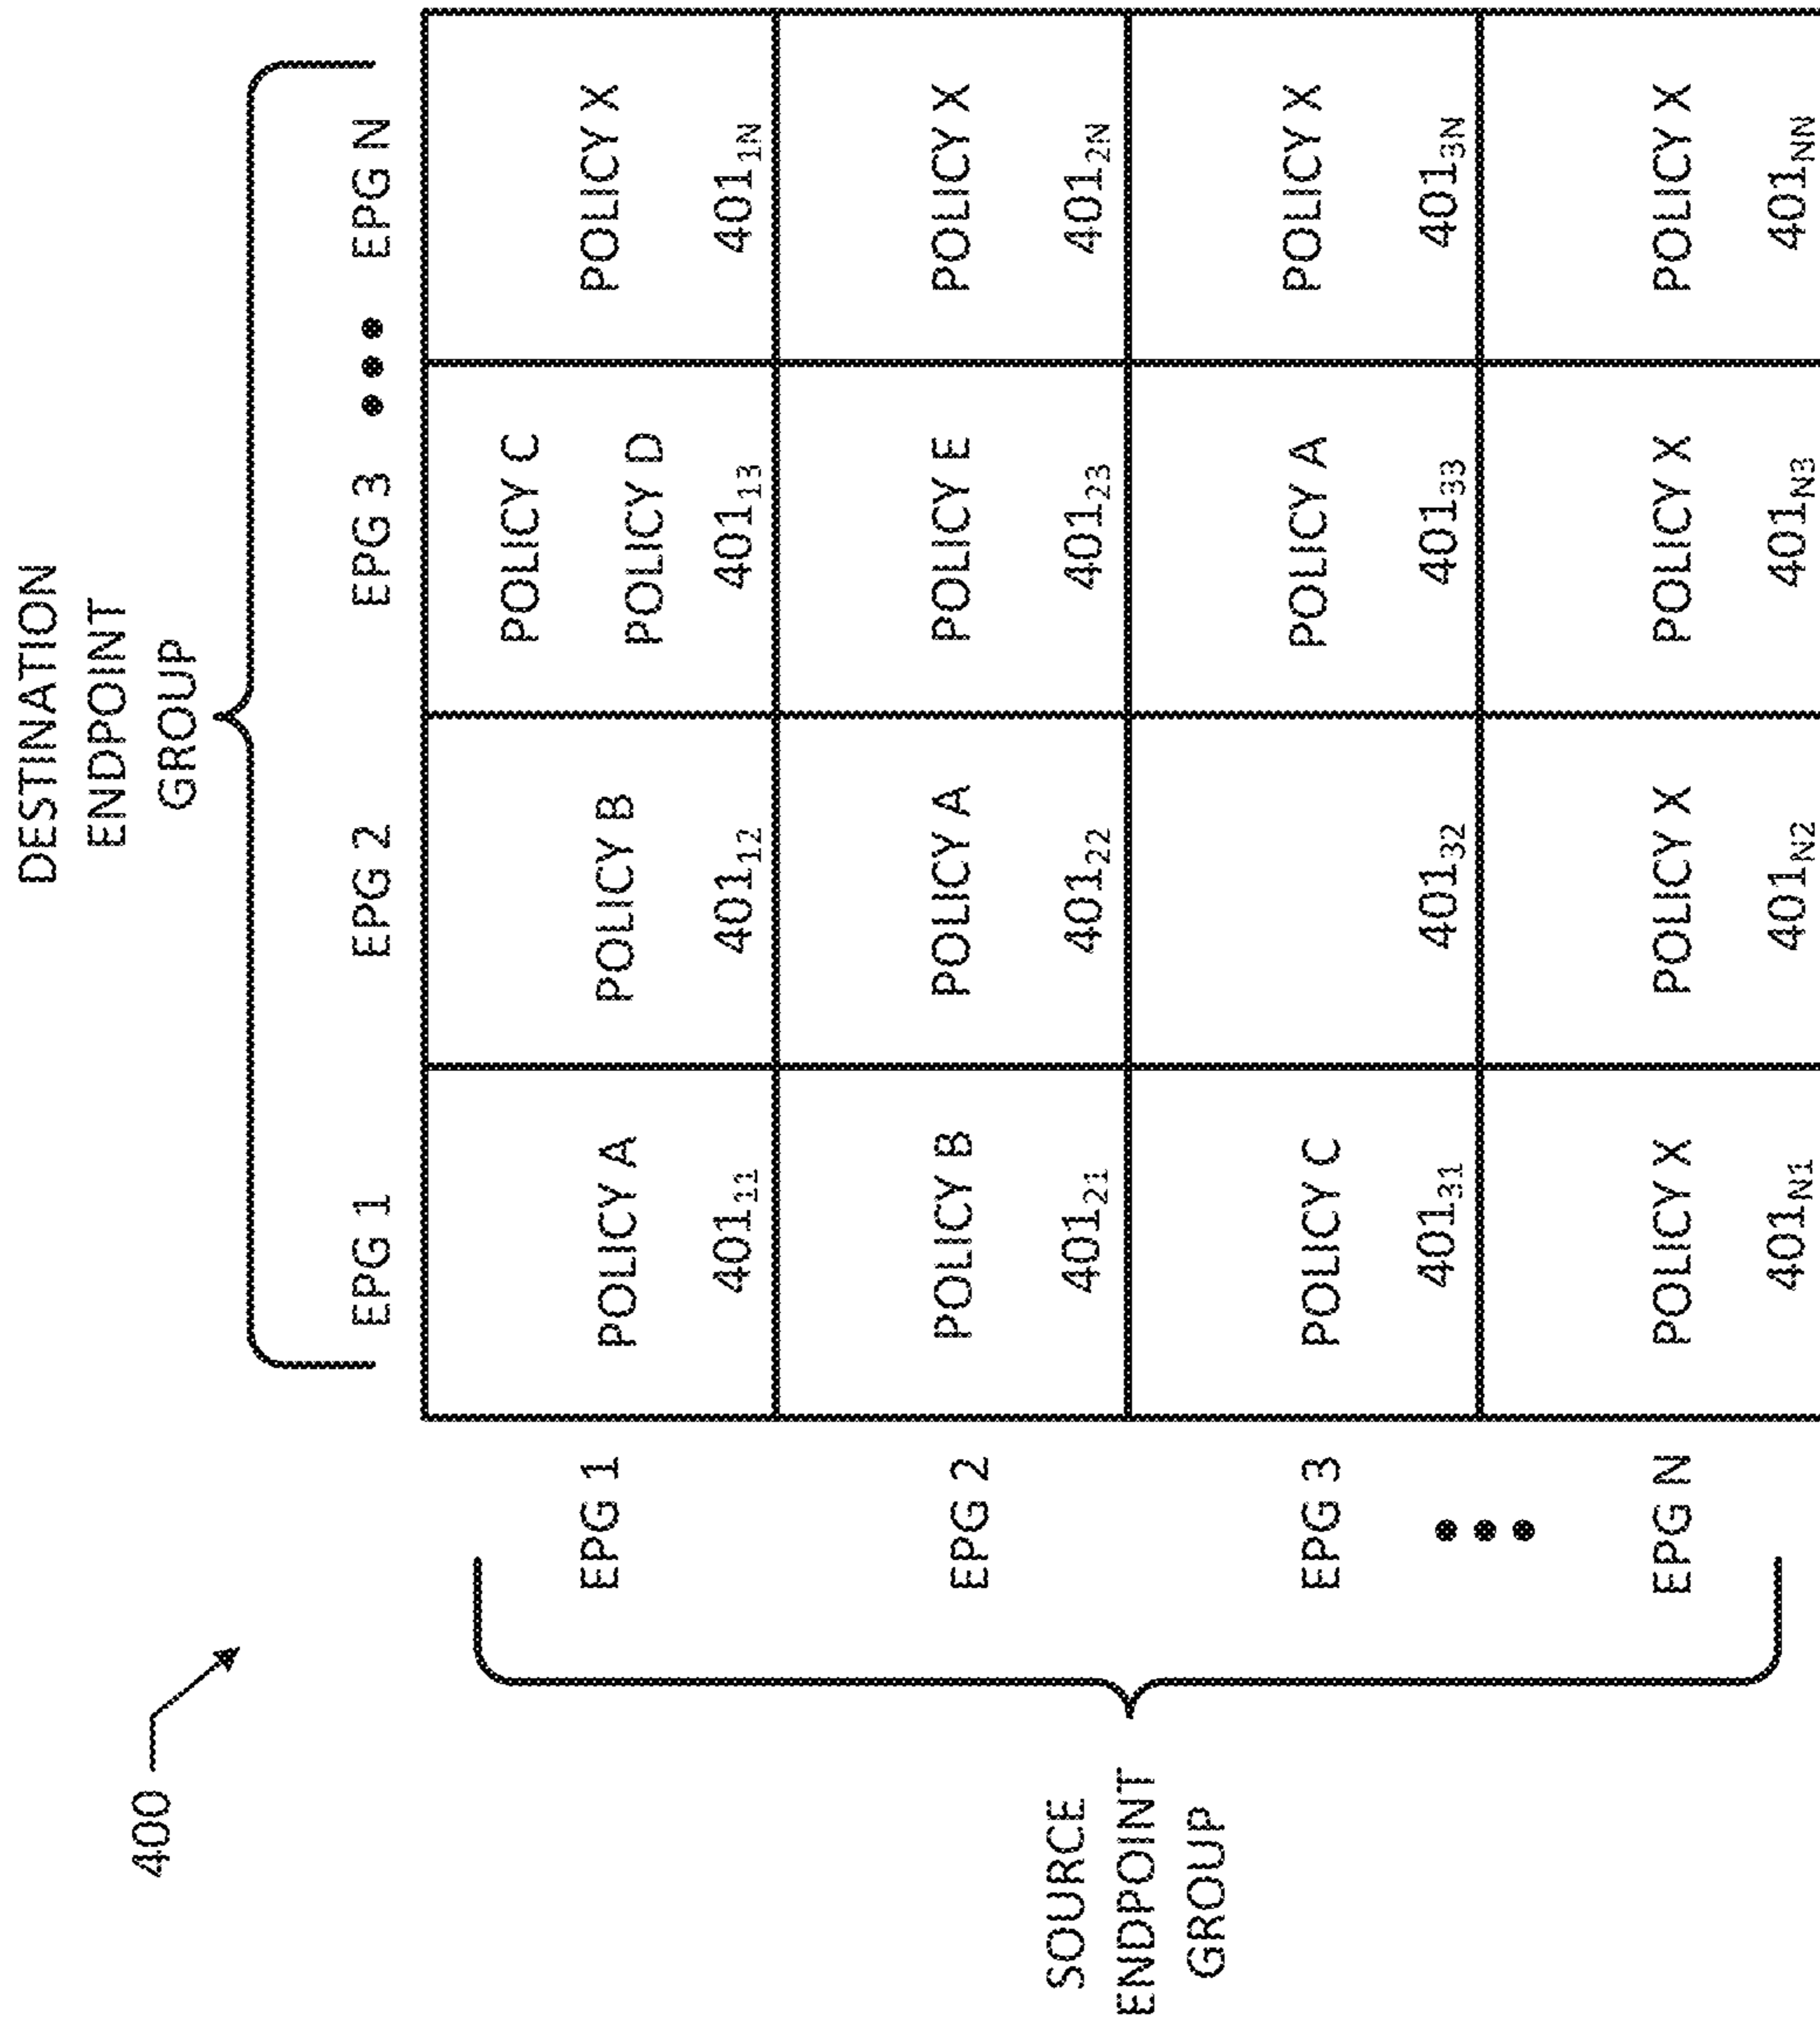 400
DESTINATION
ENDPOINT
GROUP
EPG 1
EPG 2
EPG 3 ●●● EPG N
SOURCE
ENDPOINT
GROUP
EPG 1
POLICY A
401₁₁
POLICY B
401₁₂
POLICY C
POLICY D
401₁₃
POLICY X
401₁N
EPG 2
POLICY B
401₂₁
POLICY A
401₂₂
POLICY E
401₂₃
POLICY X
401₂N
EPG 3
POLICY C
401₃₁
401₃₂
POLICY A
401₃₃
POLICY X
401₃N
●●●
EPG N
POLICY X
401N₁
POLICY X
401N₂
POLICY X
401N₃
POLICY X
401NN